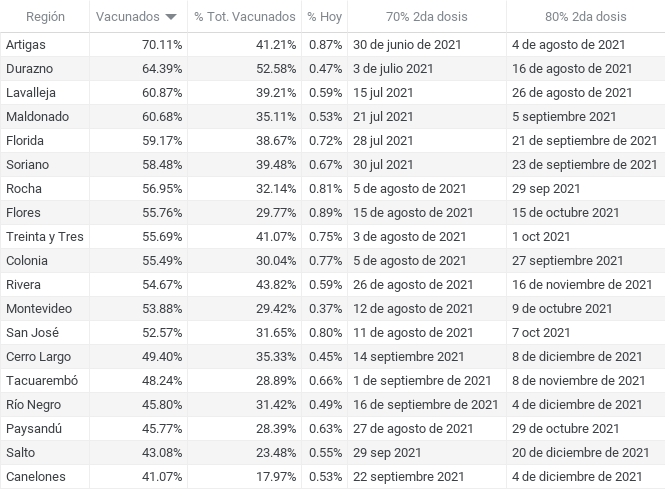 Región Vacunados % Tot. Vacunados % Hoy 70% 2da dosis 80% 2da dosis
Artigas 70.11% 41.21% 0.87% 30 de junio de 2021 4 de agosto de 2021
Durazno 64.39% 52.58% 0.47% 3 de julio 2021 16 de agosto de 2021
Lavalleja 60.87% 39.21% 0.59% 15 jul 2021 26 de agosto de 2021
Maldonado 60.68% 35.11% 0.53% 21 jul 2021 5 septiembre 2021
Florida 59.17% 38.67% 0.72% 28 jul 2021 21 de septiembre de 2021
Soriano 58.48% 39.48% 0.67% 30 jul 2021 23 de septiembre de 2021
Rocha 56.95% 32.14% 0.81% 5 de agosto de 2021 29 sep 2021
Flores 55.76% 29.77% 0.89% 15 de agosto de 2021 15 de octubre 2021
Treinta y Tres 55.69% 41.07% 0.75% 3 de agosto de 2021 1 oct 2021
Colonia 55.49% 30.04% 0.77% 5 de agosto de 2021 27 septiembre 2021
Rivera 54.67% 43.82% 0.59% 26 de agosto de 2021 16 de noviembre de 2021
Montevideo 53.88% 29.42% 0.37% 12 de agosto de 2021 9 de octubre 2021
San José 52.57% 31.65% 0.80% 11 de agosto de 2021 7 oct 2021
Cerro Largo 49.40% 35.33% 0.45% 14 septiembre 2021 8 de diciembre de 2021
Tacuarembó 48.24% 28.89% 0.66% 1 de septiembre de 2021 8 de noviembre de 2021
Río Negro 45.80% 31.42% 0.49% 16 de septiembre de 2021 4 de diciembre de 2021
Paysandú 45.77% 28.39% 0.63% 27 de agosto de 2021 29 de octubre 2021
Salto 43.08% 23.48% 0.55% 29 sep 2021 20 de diciembre de 2021
Canelones 41.07% 17.97% 0.53% 22 septiembre 2021 4 de diciembre de 2021